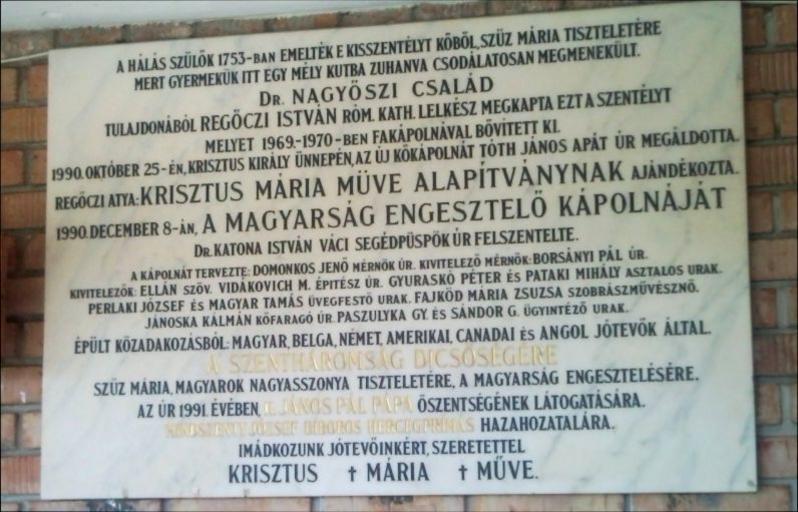 A HÁLÁS SZÜLŐK 1753-BAN EMELTÉK E KISSZENTÉLYT KŐBŐL, SZŰZ MÁRIA TISZTELETÉRE
MERT GYERMEKÜK ITT EGY MÉLY KUTBA ZUHANVA CSODÁLATOSAN MEGMENEKÜLT.
DR. NAGYŐSZI CSALÁD
TULAJDONÁBÓL REGŐCZI ISTVÁN RÓM. KATH. LELKÉSZ MEGKAPTA EZT A SZENTÉLYT
MELYET 1969.-1970-BEN FAKÁPOLNÁVAL BŐVÍTETT KI.
1990. OKTÓBER 25-ÉN, KRISZTUS KIRÁLY ÜNNEPÉN, AZ ÚJ KŐKÁPOLNÁT TÓTH JÁNOS APÁT ÚR MEGÁLDOTTA.
REGŐCZI ATYA: KRISZTUS MÁRIA MŰVE ALAPÍTVÁNYNAK AJÁNDÉKOZTA.
1990. DECEMBER 8-ÁN, A MAGYARSÁG ENGESZTELŐ KÁPOLNÁJÁT
DR. KATONA ISTVÁN VÁCI SEGÉDPÜSPÖK ÚR FELSZENTELTE.
A KÁPOLNÁT TERVEZTE: DOMONKOS JENŐ MÉRNÖK ÚR. KIVITELEZŐ MÉRNÖK: BORSÁNYI PÁL ÚR.
KIVITELEZŐK: ELLÁN SZÖV. VIDÁKOVICH M. ÉPÍTÉSZ ÚR. GYURASKÓ PÉTER ÉS PATAKI MIHÁLY ASZTALOS URAK.
PERLAKI JÓZSEF ÉS MAGYAR TAMÁS ÜVEGFESTŐ URAK. FAJKÖD MÁRIA ZSUZSA SZOBRÁSZMŰVÉSZNŐ.
JÁNOSKA KÁLMÁN KŐFARAGÓ ÚR. PASZULYKA GY. ÉS SÁNDOR G. ÜGYINTÉZŐ URAK.
ÉPÜLT KÖZADAKOZÁSBÓL: MAGYAR, BELGA, NÉMET, AMERIKAI, CANADAI ÉS ANGOL JÓTEVŐK ÁLTAL.
A SZENTHÁROMSÁG DICSŐSÉGÉRE
SZŰZ MÁRIA, MAGYAROK NAGYASSZONYA TISZTELETÉRE, A MAGYARSÁG ENGESZTELÉSÉRE.
AZ ÚR 1991. ÉVÉBEN, II. JÁNOS PÁL PÁPA ŐSZENTSÉGÉNEK LÁTOGATÁSÁRA.
MINDSZENTY JÓZSEF BÍBOROS HERCEGPRÍMÁS HAZAHOZATALÁRA.
IMÁDKOZUNK JÓTEVŐINKÉRT, SZERETETTEL
KRISZTUS † MÁRIA † MŰVE.